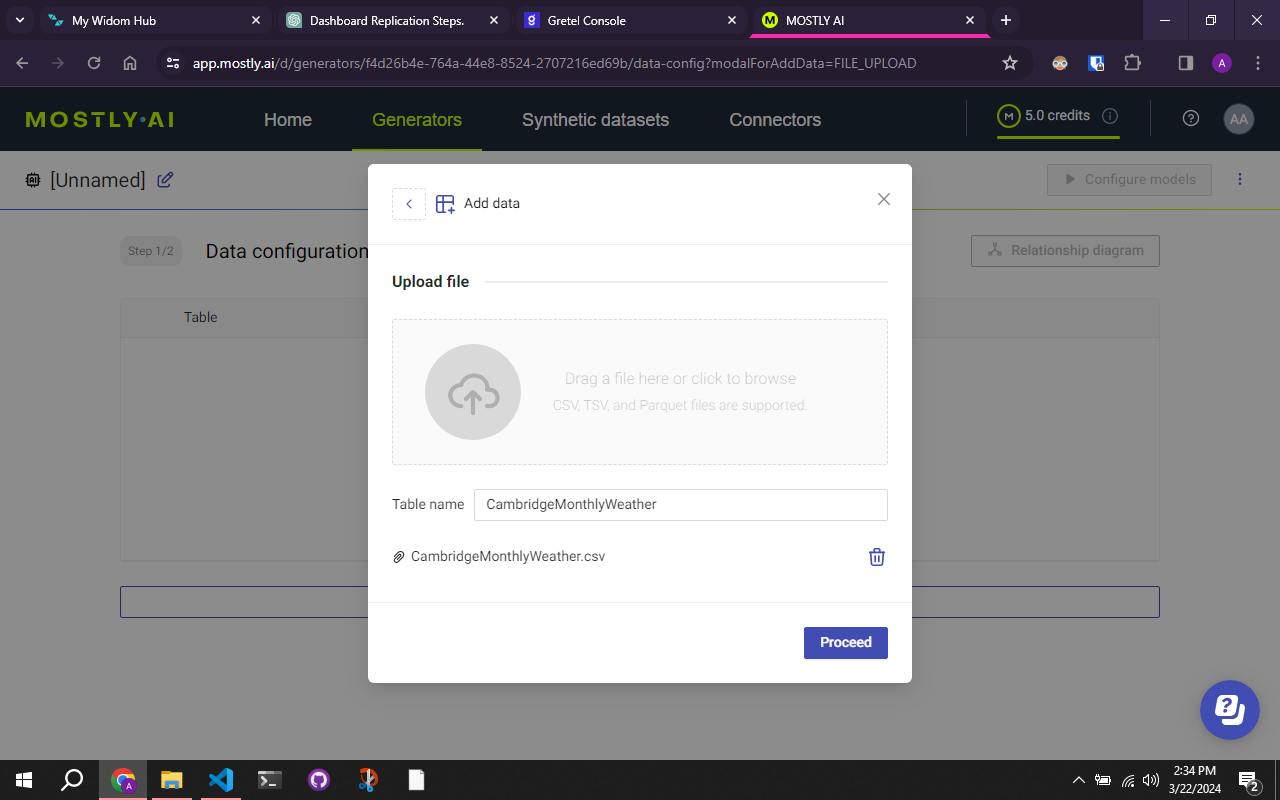 My Widom Hub
Dashboard Replication Steps.
Gretel Console
MOSTLY AI
app.mostly.ai/d/generators/f4d26b4e-764a-44e8-8524-2707216ed69b/data-config?modalForAddData=FILE_UPLOAD
A
MOSTLY·AI
Home
Generators
Synthetic datasets
Connectors
M
5.0 credits
AA
[Unnamed]
Configure models
Add data
Step 1/2
Data configuration
Relationship diagram
Upload file
Table
Drag a file here or click to browse
CSV, TSV, and Parquet files are supported.
Table name
CambridgeMonthlyWeather
CambridgeMonthlyWeather.csv
Proceed
2:34 PM
3/22/2024
2